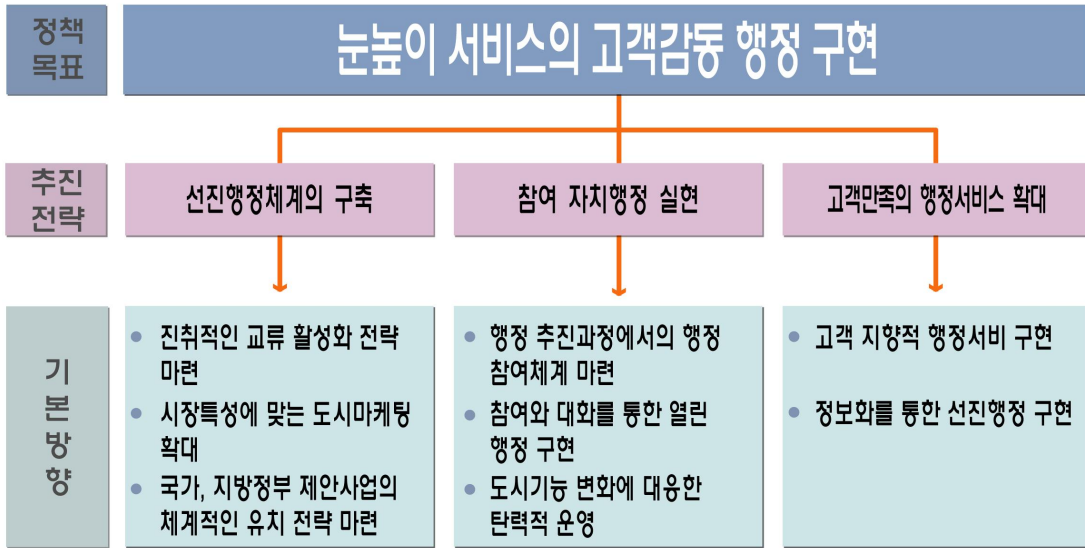 정책
목표
눈높이 서비스의 고객감동 행정 구현
추진
전략
선진행정체계의 구축
참여 자치행정 실현
고객만족의 행정서비스 확대
기
본
방
향
• 진취적인 교류 활성화 전략
마련
• 시장특성에 맞는 도시마케팅
확대
• 국가, 지방정부 제안사업의
체계적인 유치 전략 마련
• 행정 추진과정에서의 행정
참여체계 마련
• 참여와 대화를 통한 열린
행정 구현
• 도시기능 변화에 대응한
탄력적 운영
• 고객 지향적 행정서비 구현
• 정보화를 통한 선진행정 구현